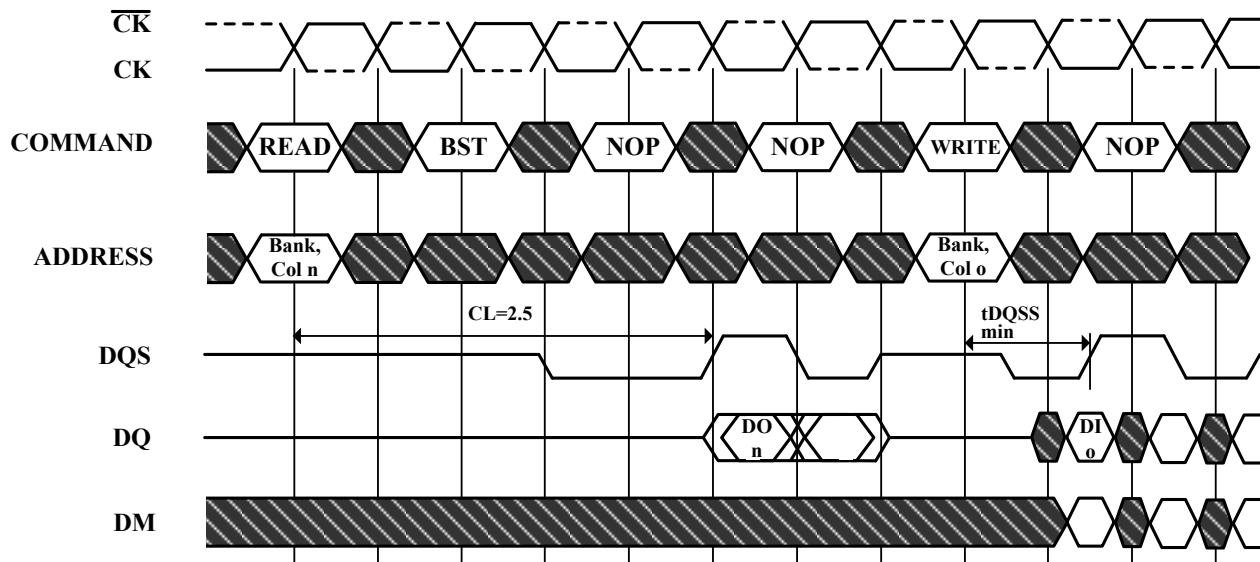 CK
CK
COMMAND
READ
BST
NOP
NOP
WRITE
NOP
ADDRESS
Bank,
Col n
Bank,
Col o
CL=2.5
tDQSS
min
DQS
DQ
DO
n
DI
o
DM